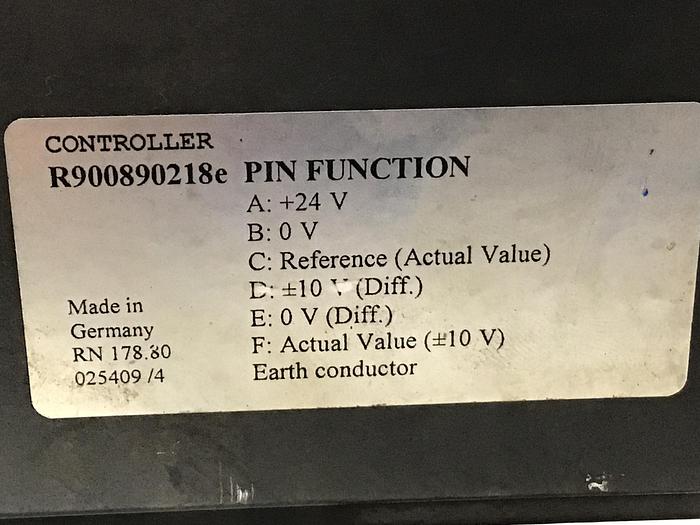 CONTROLLER
R900890218e PIN FUNCTION
A: +24 V
B: 0 V
C: Reference (Actual Value)
D: ±10 V (Diff.)
E: 0 V (Diff.)
F: Actual Value (±10 V)
Earth conductor
Made in
Germany
RN 178.80
025409 /4